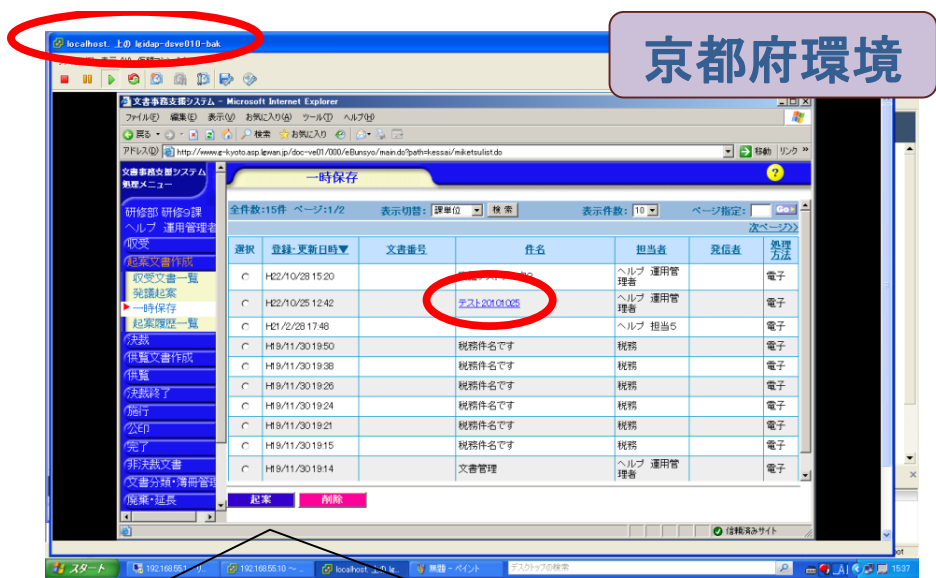 localhost. 上の lgidap-dsve010-bak
京都府環境
文書事務支援システム - Microsoft Internet Explorer
ファイル(F) 編集(E) 表示(V) お気に入り(A) ツール(T) ヘルプ(H)
戻る 検索 お気に入り
アドレス(D) http://www.e-kyoto.asp.lgwan.jp/doc-ve01/000/eBunsyo/main.do?path=kessai/miketsulist.do 移動 リンク »
文書事務支援システム
処理メニュー
一時保存 ?
研修部 研修9課
ヘルプ 運用管理者
収受
起案文書作成
収受文書一覧
発議起案
一時保存
起案履歴一覧
決裁
供覧文書作成
供覧
決裁終了
施行
公印
完了
非決裁文書
文書分類・簿冊管理
廃棄・延長
全件数:15件 ページ:1/2 表示切替: 課単位 検索 表示件数: 10 ページ指定: Go
次ページ>>
選択 登録・更新日時▼ 文書番号 件名 担当者 発信者 処理方法
H22/10/28 15:20 ヘルプ 運用管理者 電子
H22/10/25 12:42 テスト20101025 ヘルプ 運用管理者 電子
H21/2/28 17:48 ヘルプ 担当5 電子
H19/11/30 19:50 税務件名です 税務 電子
H19/11/30 19:38 税務件名です 税務 電子
H19/11/30 19:26 税務件名です 税務 電子
H19/11/30 19:24 税務件名です 税務 電子
H19/11/30 19:21 税務件名です 税務 電子
H19/11/30 19:15 税務件名です 税務 電子
H19/11/30 19:14 文書管理 ヘルプ 運用管理者 電子
起案 削除
信頼済みサイト
スタート 192.168.55.1 192.168.55.10 ~ localhost. 上の lg... 無題 - ペイント デスクトップの検索 15:37